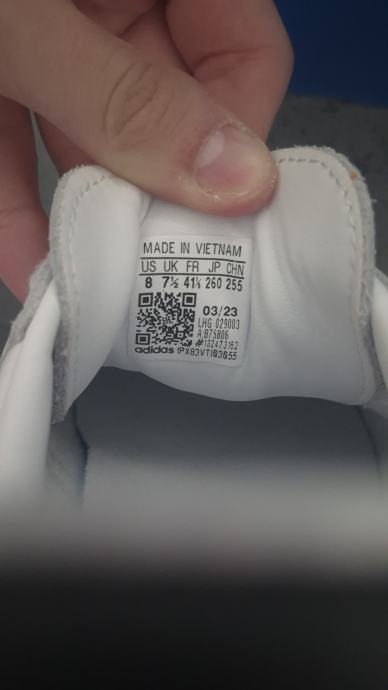 MADE IN VIETNAM
US UK FR JP CHN
8 7½ 41⅓ 260 255
03/23
LHG 029003
A:B75806
#132473162
adidas 1PX83VT103055